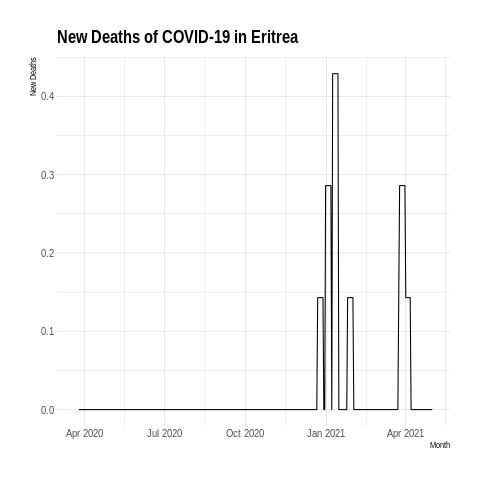 New Deaths of COVID-19 in Eritrea
New Deaths
0.4
0.3
0.2
0.1
0.0
Apr 2020 Jul 2020 Oct 2020 Jan 2021 Apr 2021
Month